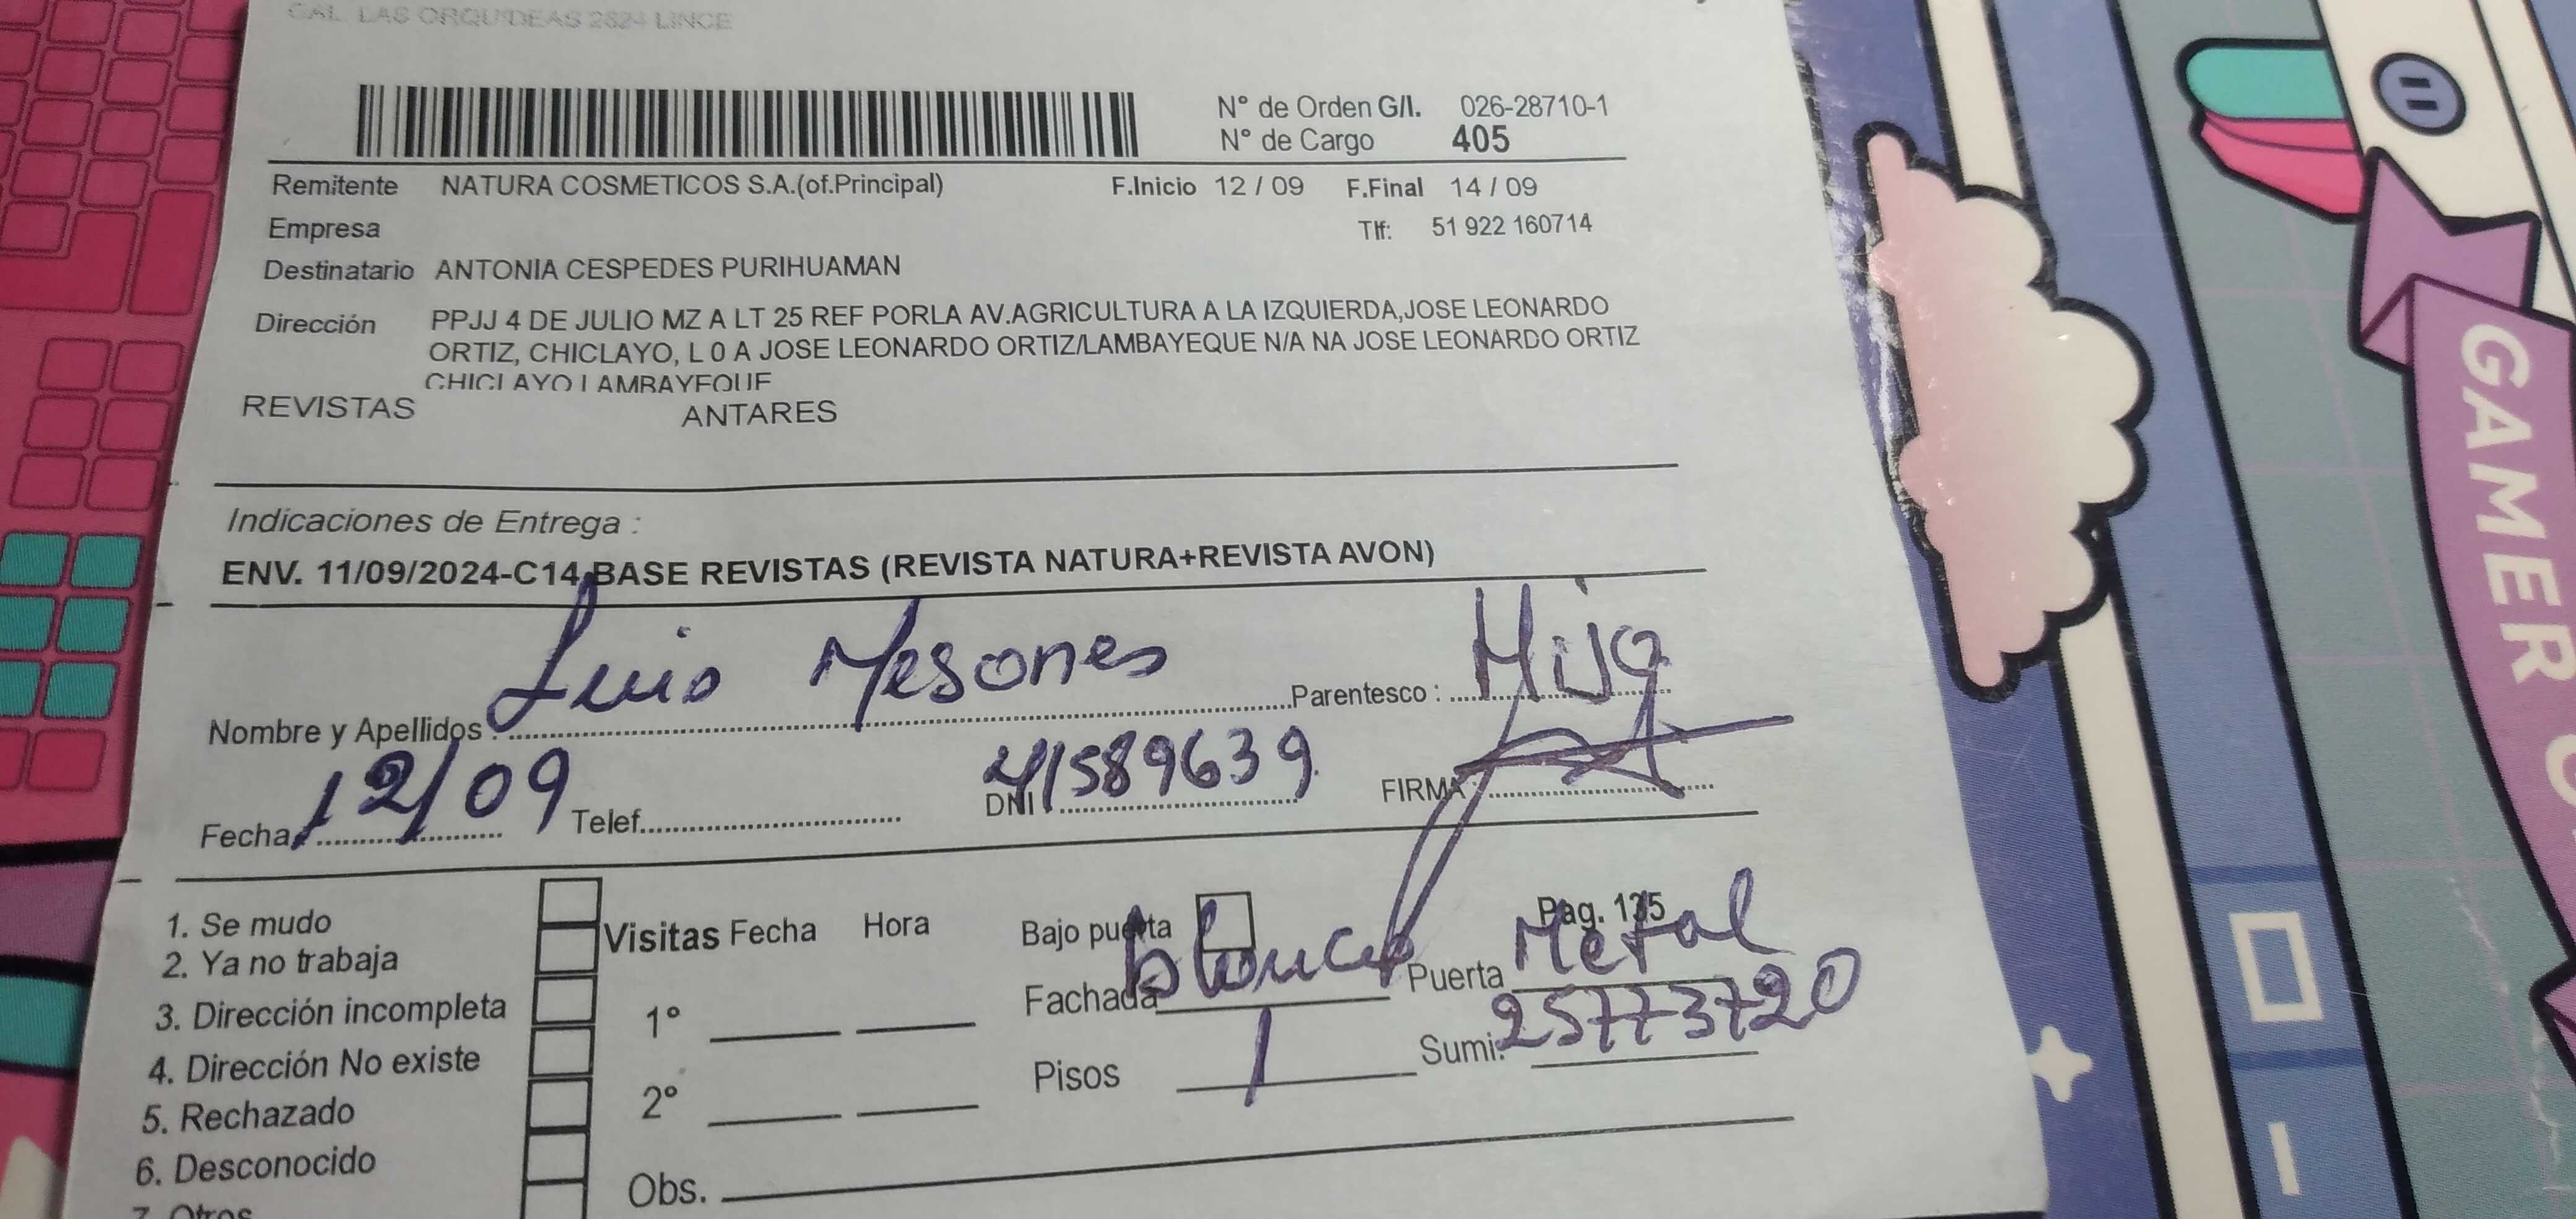 CAL. LAS ORQUIDEAS 2824 LINCE
N° de Orden G/I. 026-28710-1
N° de Cargo 405
Remitente NATURA COSMETICOS S.A.(of.Principal) F.Inicio 12 / 09 F.Final 14 / 09
Empresa Tlf: 51 922 160714
Destinatario ANTONIA CESPEDES PURIHUAMAN
Dirección PPJJ 4 DE JULIO MZ A LT 25 REF PORLA AV.AGRICULTURA A LA IZQUIERDA,JOSE LEONARDO
ORTIZ, CHICLAYO, L 0 A JOSE LEONARDO ORTIZ/LAMBAYEQUE N/A NA JOSE LEONARDO ORTIZ
CHICLAYO LAMBAYEQUE
REVISTAS ANTARES
Indicaciones de Entrega :
ENV. 11/09/2024-C14 BASE REVISTAS (REVISTA NATURA+REVISTA AVON)
Nombre y Apellidos : Luis Mesones Parentesco : Hijo
Fecha 12/09 Telef. DNI 41589639 FIRMA :
1. Se mudo
2. Ya no trabaja
3. Dirección incompleta
4. Dirección No existe
5. Rechazado
6. Desconocido
7. Otros
Visitas Fecha Hora
1°
2°
Obs.
Bajo puerta Pag. 135
Fachada blanco Puerta Metal
Pisos 1 Sumi: 25773720
GAMER